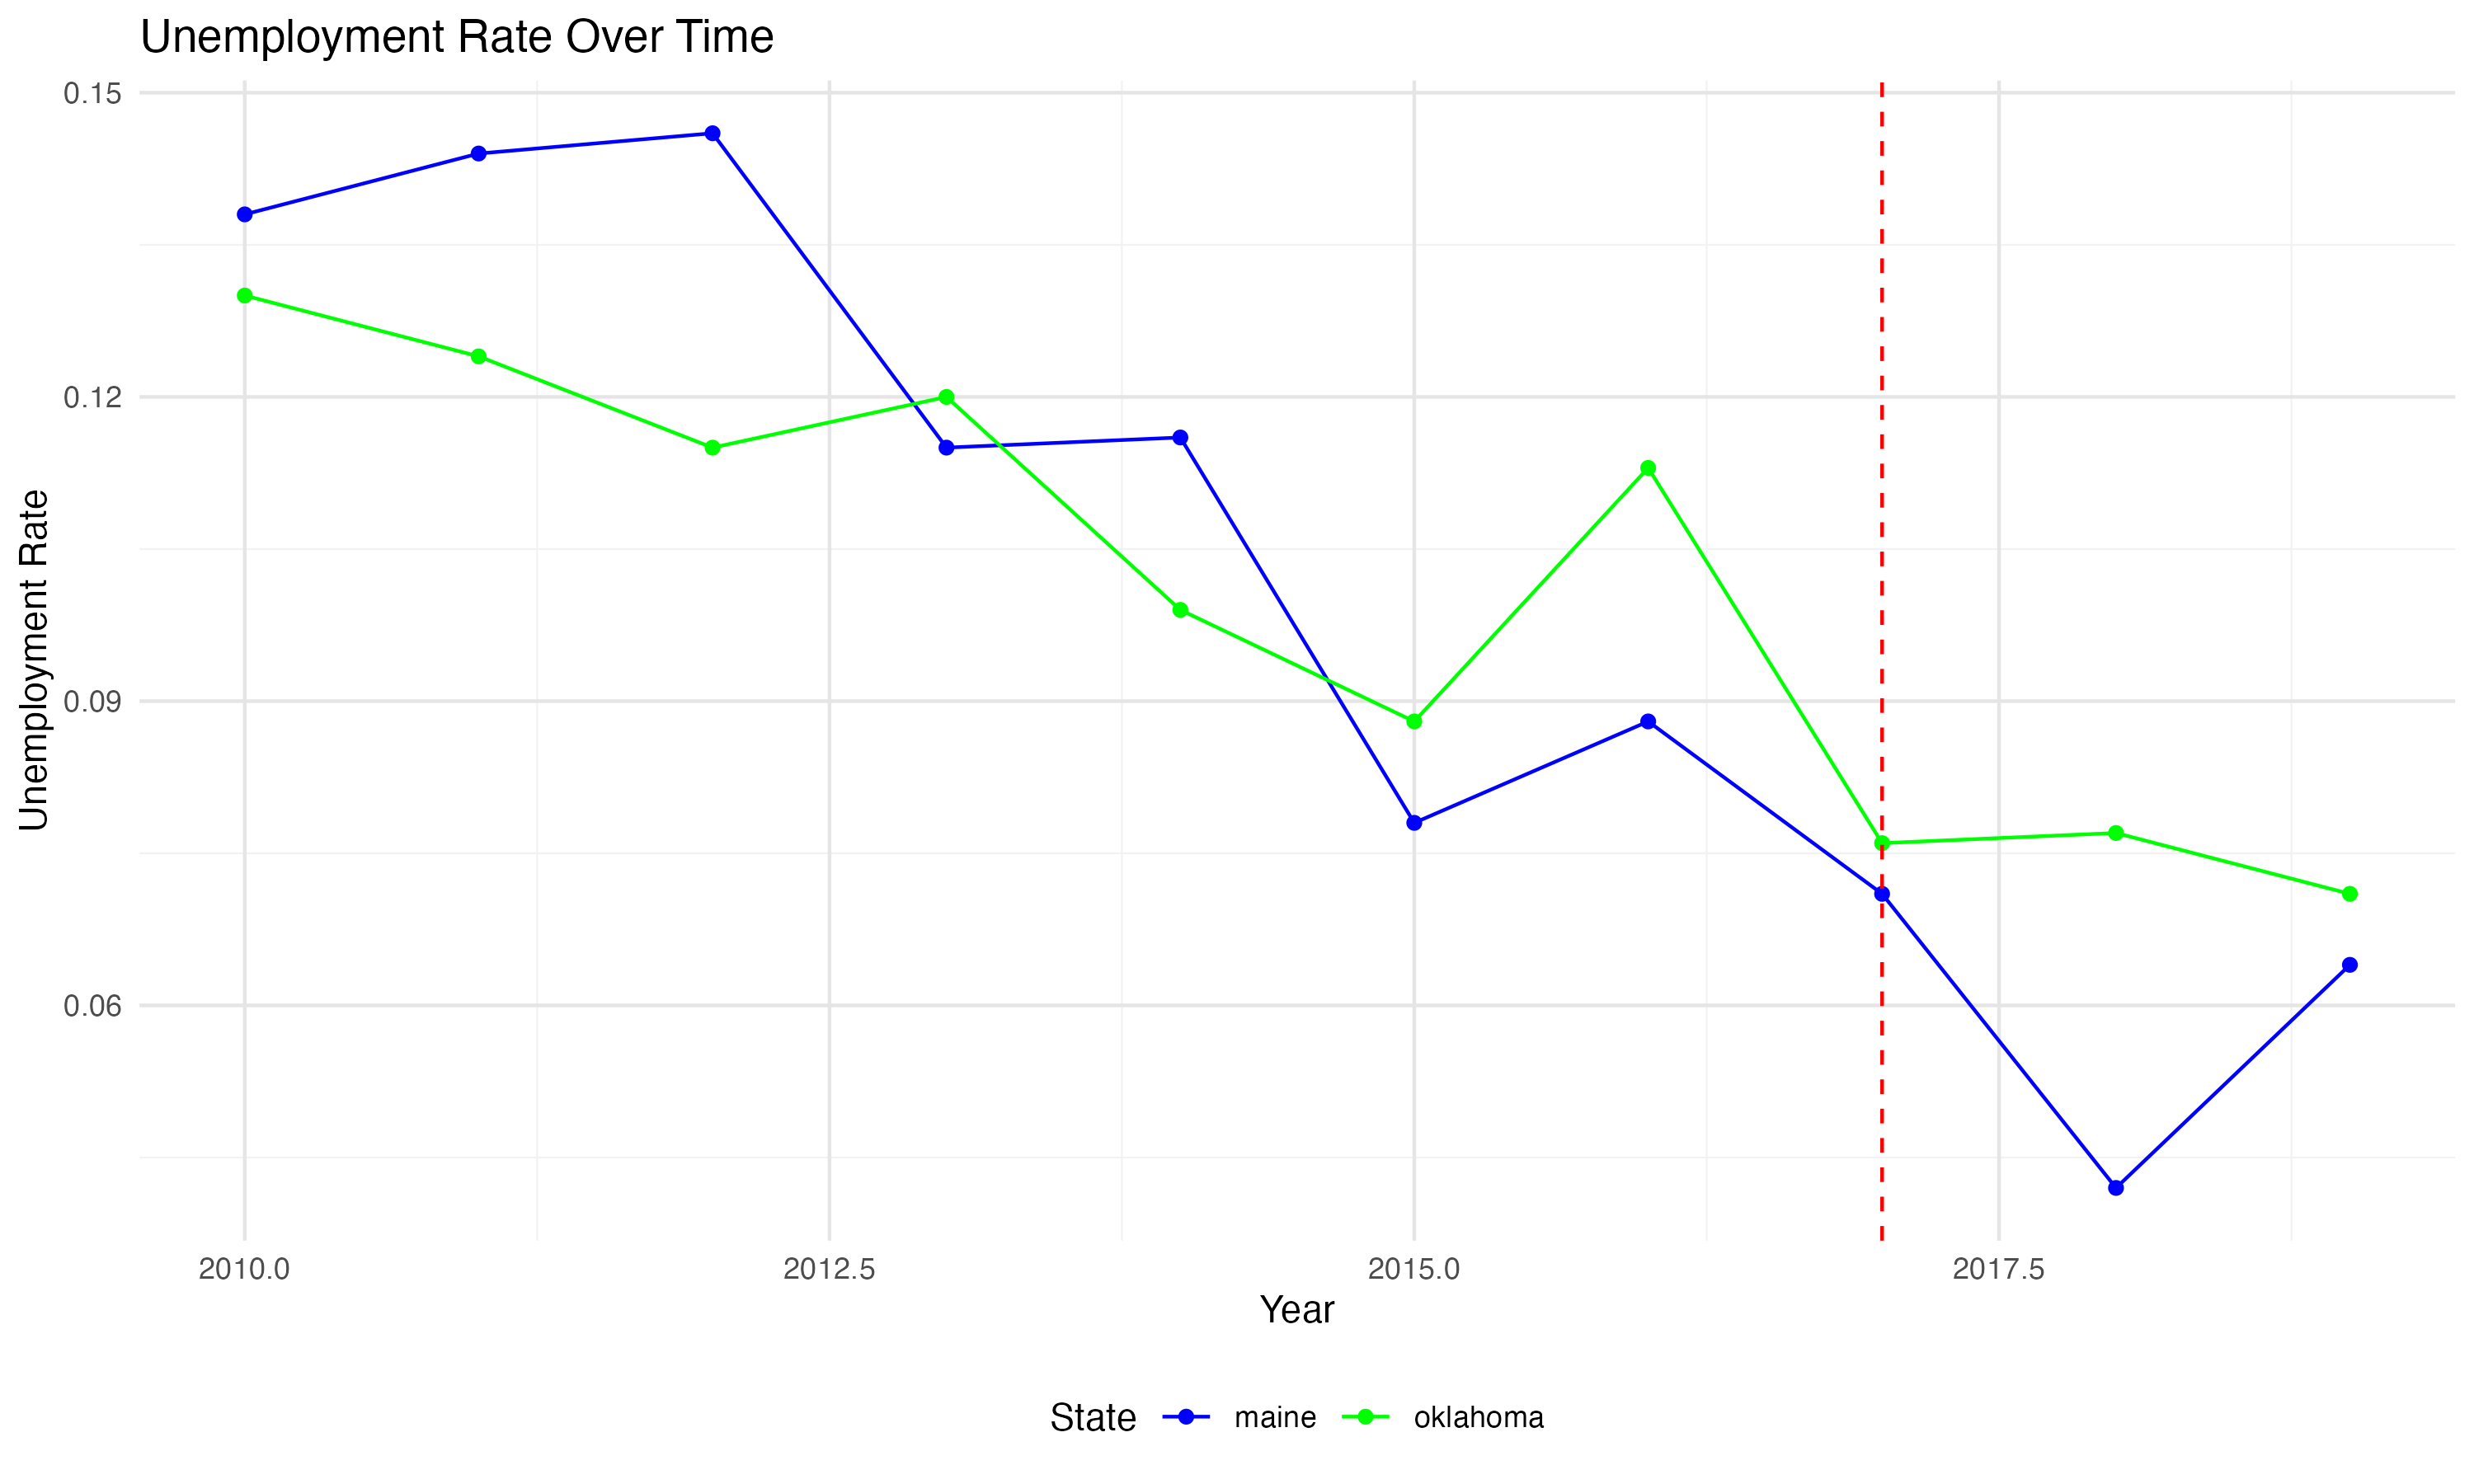 Unemployment Rate Over Time
Unemployment Rate
0.15
0.12
0.09
0.06
2010.0 2012.5 2015.0 2017.5
Year
State maine oklahoma